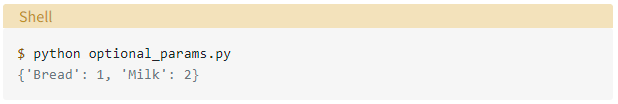 Shell
$ python optional_params.py
{'Bread': 1, 'Milk': 2}